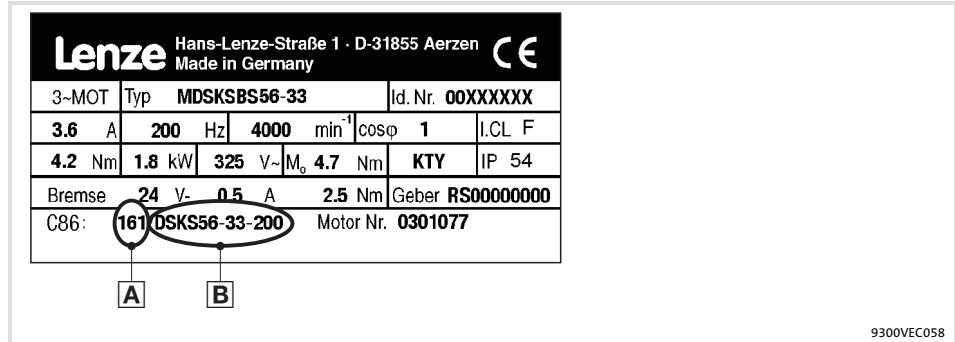 Lenze Hans-Lenze-Straße 1 · D-31855 Aerzen CE
Made in Germany
3~MOT Typ MDSKSBS56-33 Id. Nr. 00XXXXXX
3.6 A 200 Hz 4000 min⁻¹ cosφ 1 I.CL F
4.2 Nm 1.8 kW 325 V~ M₀ 4.7 Nm KTY IP 54
Bremse 24 V- 0.5 A 2.5 Nm Geber RS00000000
C86: 161 DSKS56-33-200 Motor Nr. 0301077
A B
9300VEC058